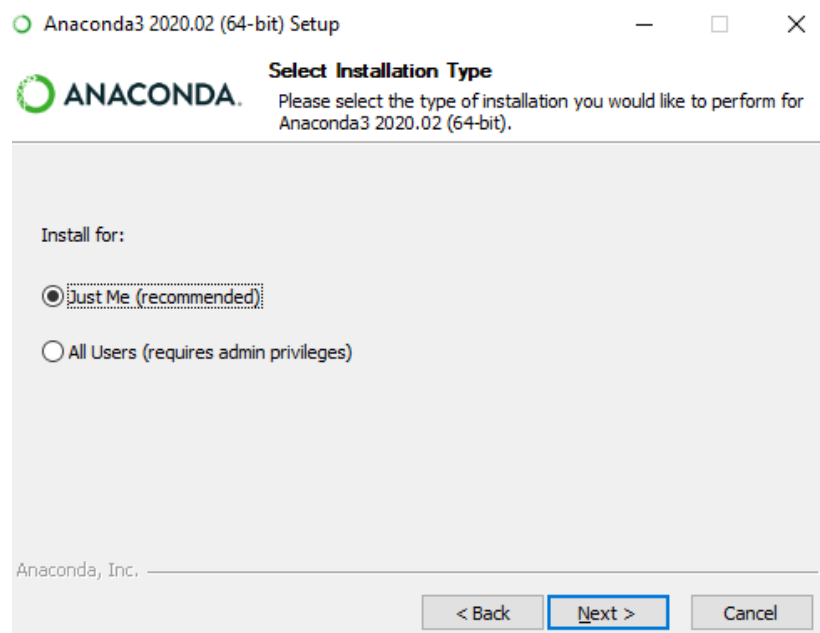 Anaconda3 2020.02 (64-bit) Setup
ANACONDA.
Select Installation Type
Please select the type of installation you would like to perform for
Anaconda3 2020.02 (64-bit).
Install for:
Just Me (recommended)
All Users (requires admin privileges)
Anaconda, Inc.
< Back
Next >
Cancel